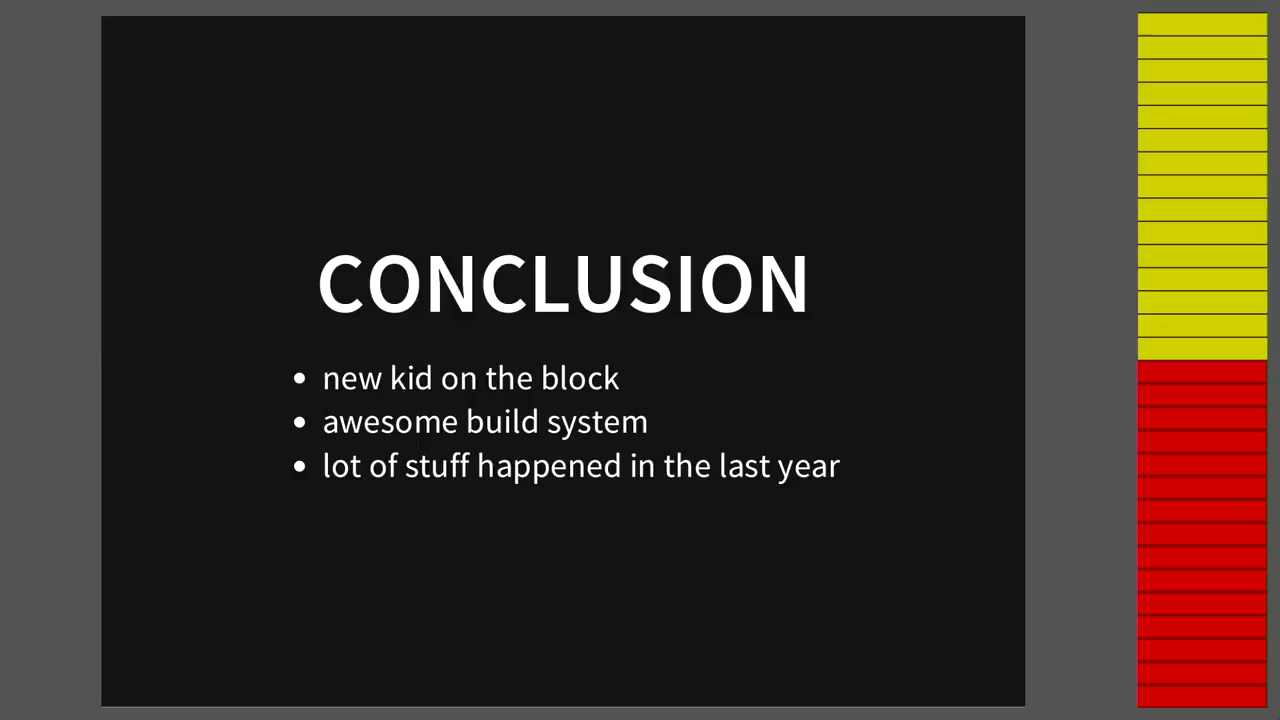 CONCLUSION
• new kid on the block
• awesome build system
• lot of stuff happened in the last year